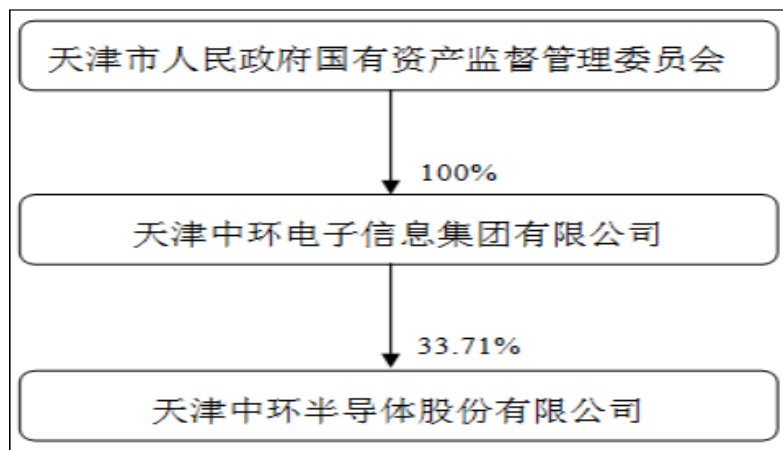 天津市人民政府国有资产监督管理委员会
100%
天津中环电子信息集团有限公司
33.71%
天津中环半导体股份有限公司